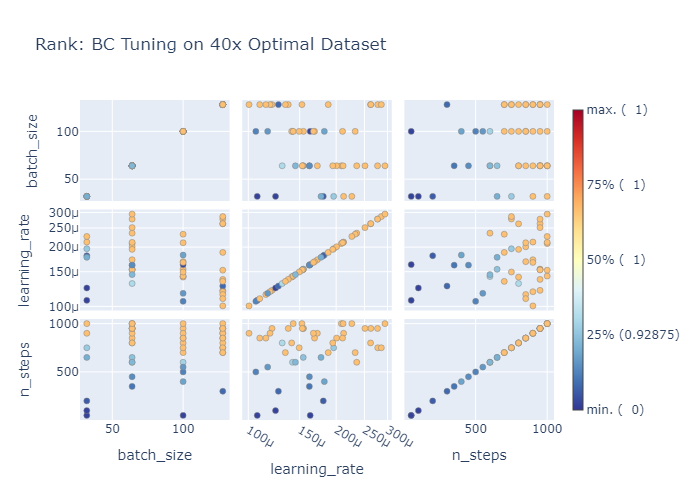 Rank: BC Tuning on 40x Optimal Dataset
batch_size
100
50
learning_rate
300μ
250μ
200μ
150μ
100μ
n_steps
1000
500
50
100
batch_size
100μ
150μ
200μ
250μ
300μ
learning_rate
500
1000
n_steps
max. (  1)
75% (  1)
50% (  1)
25% (0.92875)
min. (  0)